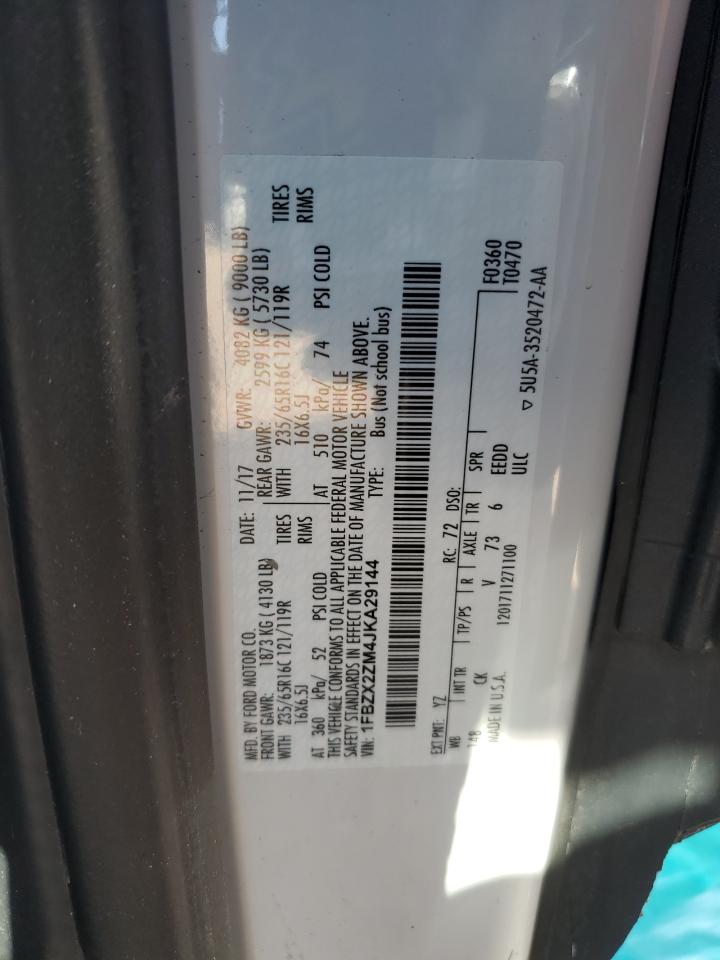 MFD. BY FORD MOTOR CO.
DATE: 11/17 GVWR: 4082 KG ( 9000 LB)
FRONT GAWR: 1873 KG ( 4130 LB) REAR GAWR: 2599 KG ( 5730 LB)
WITH 235/65R16C 121/119R TIRES WITH 235/65R16C 121/119R TIRES
16X6.5J RIMS 16X6.5J RIMS
AT 360 kPa/ 52 PSI COLD AT 510 kPa/ 74 PSI COLD
THIS VEHICLE CONFORMS TO ALL APPLICABLE FEDERAL MOTOR VEHICLE
SAFETY STANDARDS IN EFFECT ON THE DATE OF MANUFACTURE SHOWN ABOVE.
VIN: 1FBZX2ZM4JKA29144 TYPE: Bus (Not school bus)
EXT PNT: YZ RC: 72 DSO:
WB INT TR TP/PS R AXLE TR SPR F0360
148 CK V 73 6 EEDD T0470
MADE IN U.S.A. 1201711271100 ULC
▽ 5U5A-3520472-AA